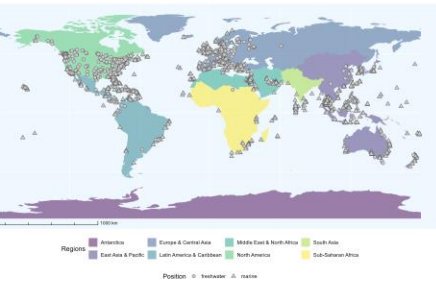 1000 km
Regions
Antarctica
Europe & Central Asia
Middle East & North Africa
South Asia
East Asia & Pacific
Latin America & Caribbean
North America
Sub-Saharan Africa
Position
freshwater
marine